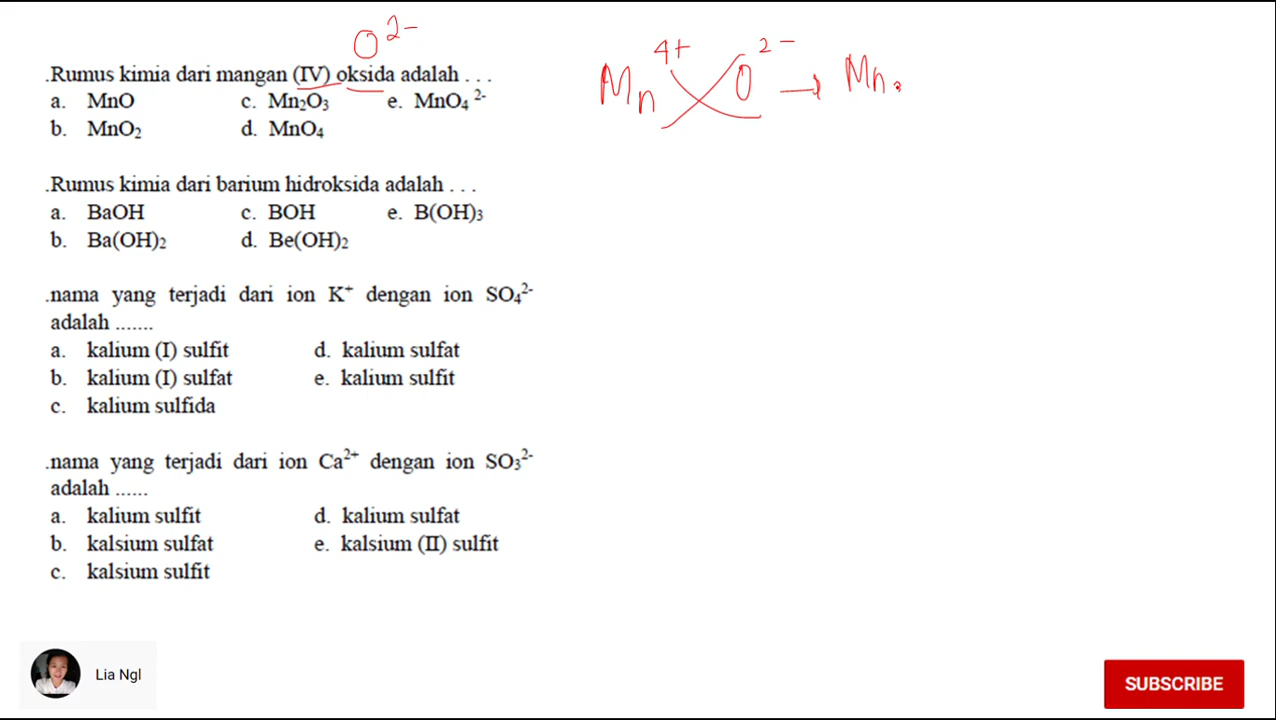 O²⁻
.Rumus kimia dari mangan (IV) oksida adalah . . .
a. MnO c. Mn₂O₃ e. MnO₄ ²⁻
b. MnO₂ d. MnO₄
Mn⁴⁺ O²⁻ → Mn₂
.Rumus kimia dari barium hidroksida adalah . . .
a. BaOH c. BOH e. B(OH)₃
b. Ba(OH)₂ d. Be(OH)₂
.nama yang terjadi dari ion K⁺ dengan ion SO₄²⁻
adalah .......
a. kalium (I) sulfit d. kalium sulfat
b. kalium (I) sulfat e. kalium sulfit
c. kalium sulfida
.nama yang terjadi dari ion Ca²⁺ dengan ion SO₃²⁻
adalah ......
a. kalium sulfit d. kalium sulfat
b. kalsium sulfat e. kalsium (II) sulfit
c. kalsium sulfit
Lia Ngl
SUBSCRIBE